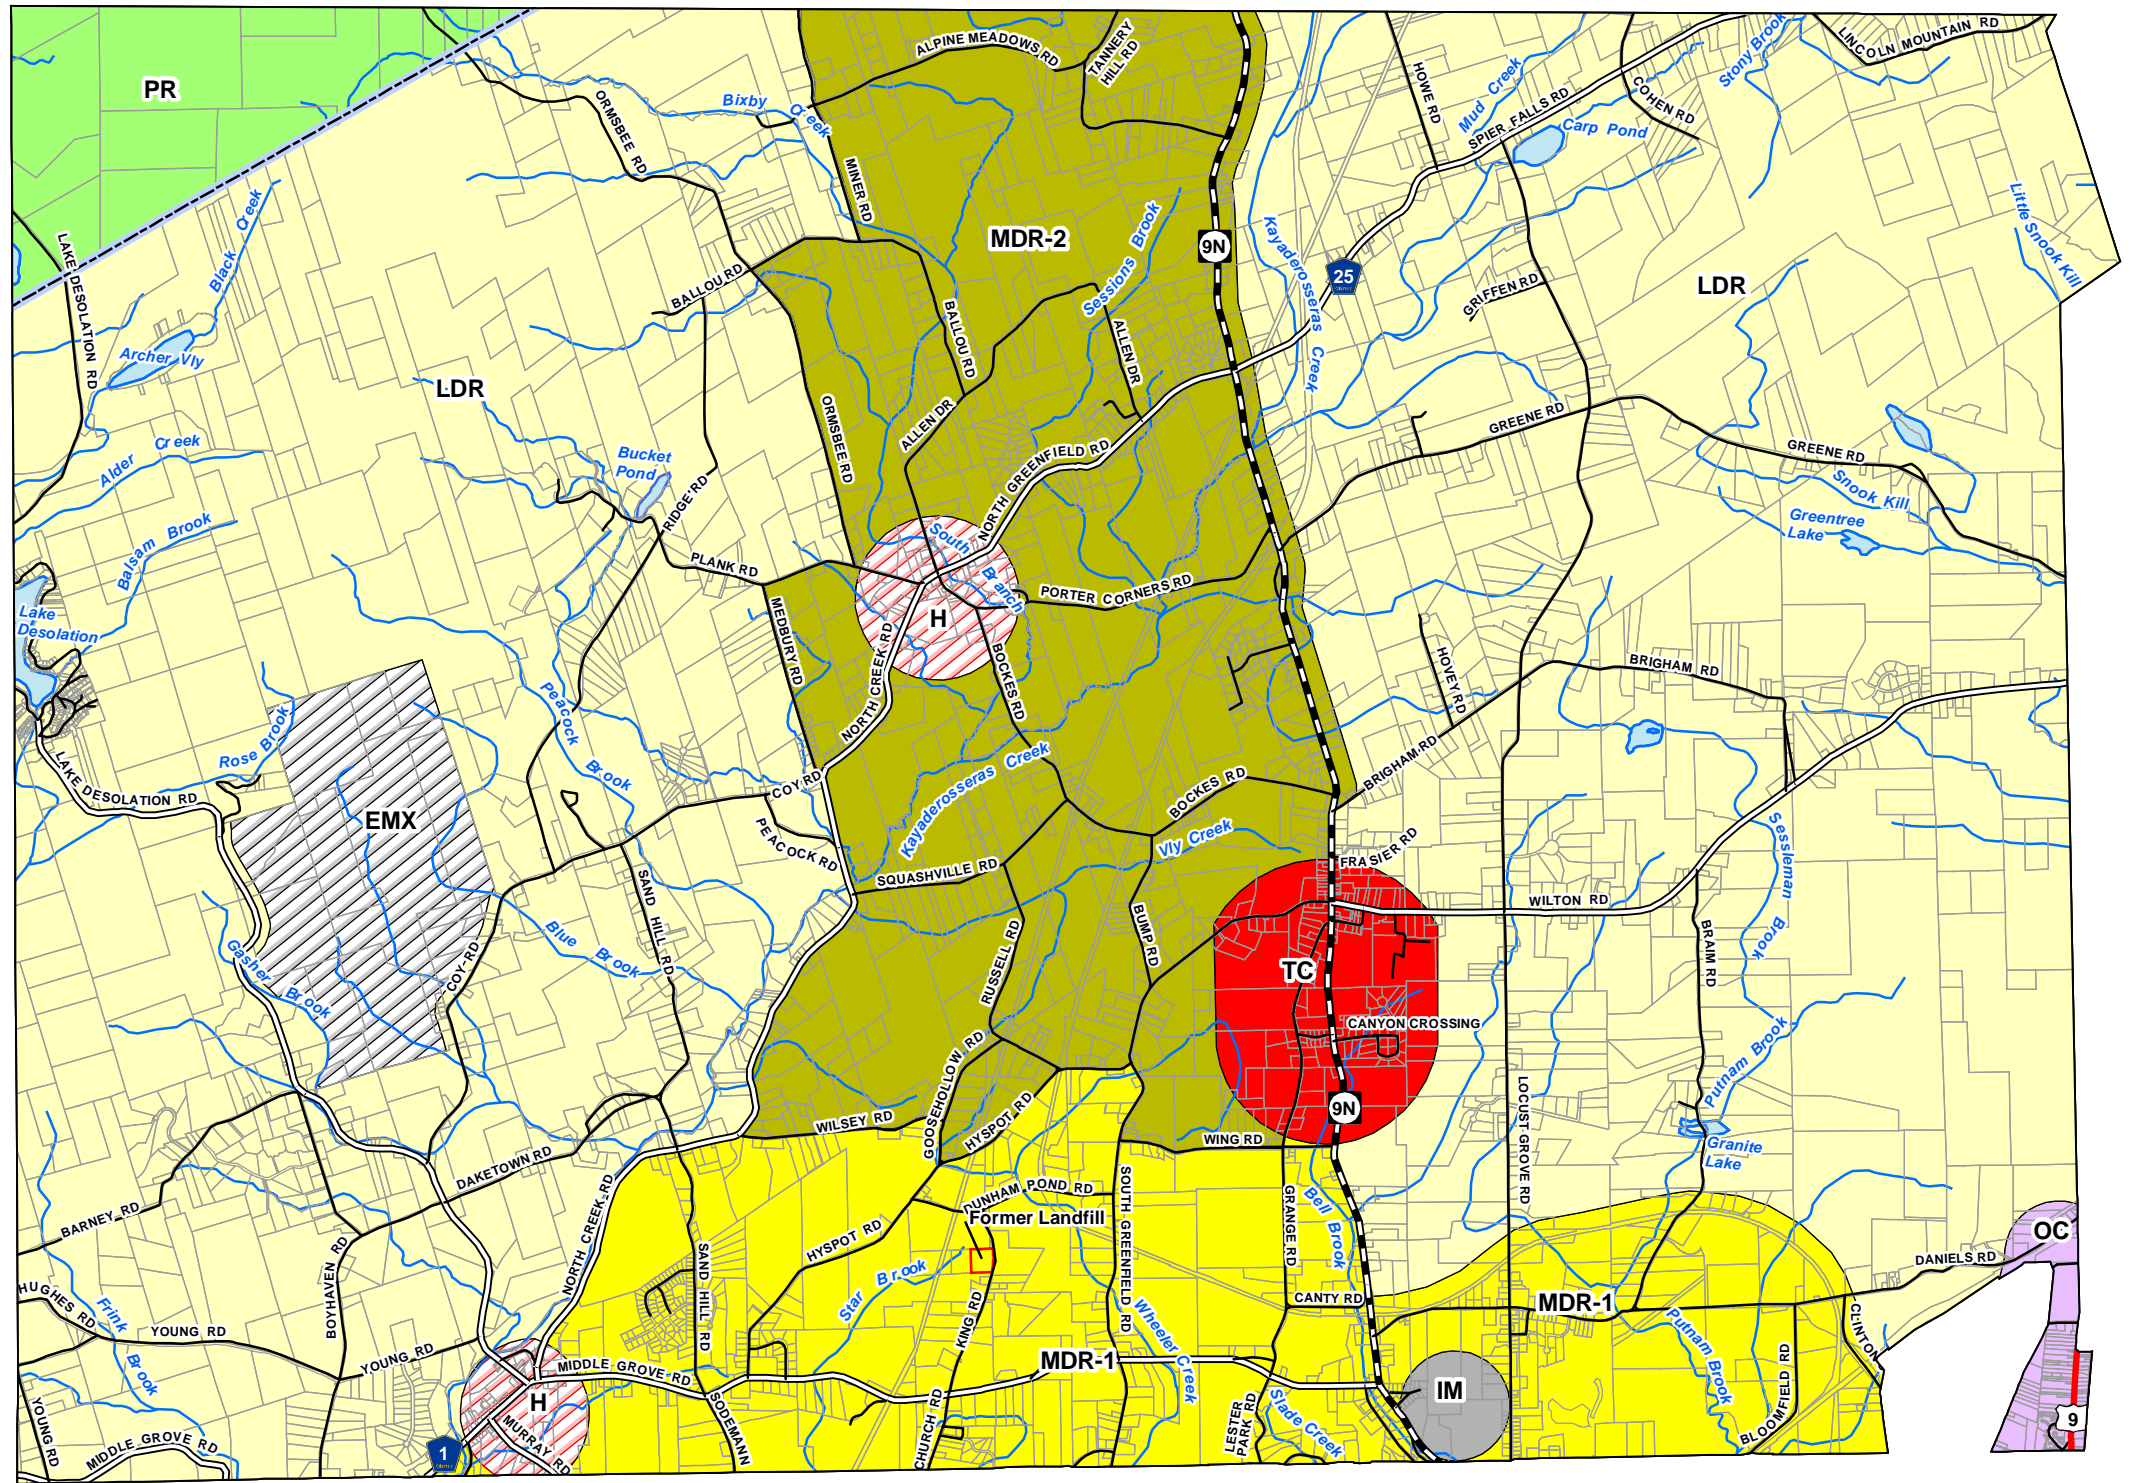 PR
ALPINE MEADOWS RD
TANNERY
HILL RD
LINCOLN MOUNTAIN RD
Stony Brook
HOWE RD
Mud Creek
COHEN RD
SPIER FALLS RD
Carp Pond
ORMSBEE RD
Bixby Creek
MINER RD
Black Creek
LAKE DESOLATION RD
MDR-2
Sessions Brook
9N
Kayaderosseras Creek
25
COUNTY
GRIFFEN RD
LDR
Little Snook Kill
BALLOU RD
BALLOU RD
ALLEN DR
Archer Vly
LDR
ORMSBEE RD
ALLEN DR
GREENE RD
GREENE RD
Alder Creek
Bucket
Pond
RIDGE RD
NORTH GREENFIELD RD
Snook Kill
Greentree
Lake
Balsam Brook
PLANK RD
South Branch
PORTER CORNERS RD
H
MEDBURY RD
Lake
Desolation
NORTH CREEK RD
BOCKES RD
HOVEY RD
BRIGHAM RD
Peacock Brook
Rose Brook
LAKE DESOLATION RD
COY RD
Kayaderosseras Creek
BOCKES RD
BRIGHAM RD
EMX
PEACOCK RD
Vly Creek
FRASIER RD
Sessleman Brook
SQUASHVILLE RD
SAND HILL RD
WILTON RD
BUMP RD
RUSSELL RD
Blue Brook
COY RD
Gasher Brook
TC
BRAIM RD
CANYON CROSSING
GOOSEHOLLOW RD
Putnam Brook
HYSPOT RD
WILSEY RD
9N
LOCUST GROVE RD
WING RD
Granite
Lake
DAKETOWN RD
BARNEY RD
NORTH CREEK RD
DUNHAM POND RD
Former Landfill
SOUTH GREENFIELD RD
GRANGE RD
Bell Brook
HYSPOT RD
SAND HILL RD
Star Brook
BOYHAVEN RD
OC
DANIELS RD
HUGHES RD
Frink Brook
YOUNG RD
YOUNG RD
KING RD
CANTY RD
MDR-1
Wheeler Creek
Putnam Brook
CLINTON
MIDDLE GROVE RD
MDR-1
BLOOMFIELD RD
H
MURRAY RD
SODEMANN
CHURCH RD
LESTER
PARK RD
Slade Creek
IM
YOUNG RD
MIDDLE GROVE RD
1
COUNTY
9